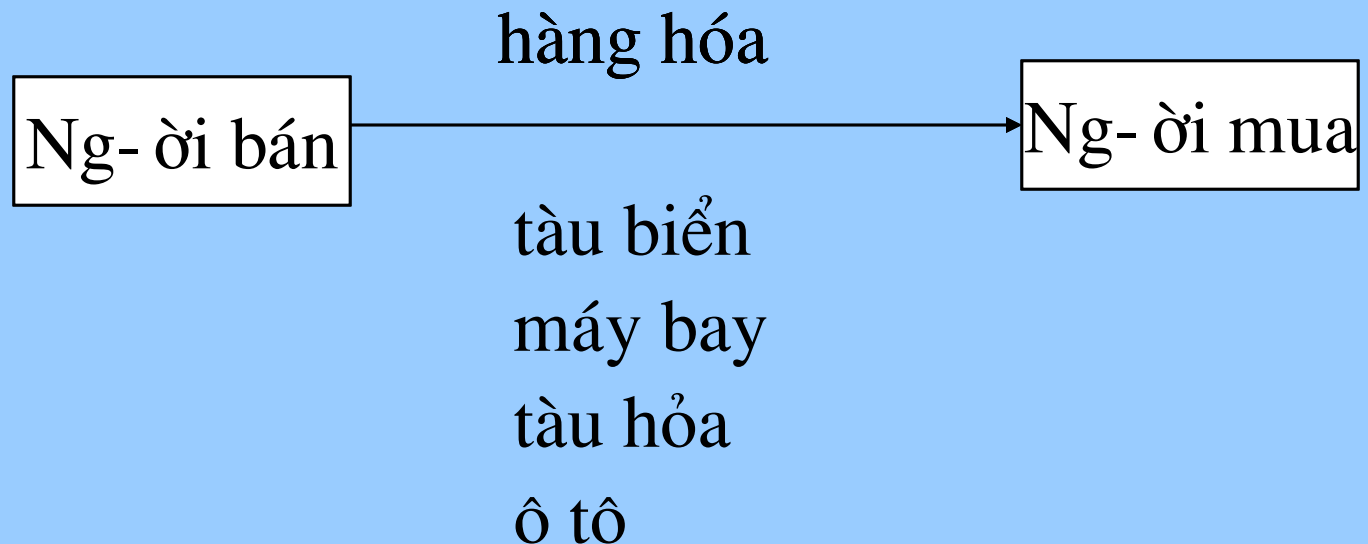 hàng hóa
Ng- ời bán
Ng- ời mua
tàu biển
máy bay
tàu hỏa
ô tô